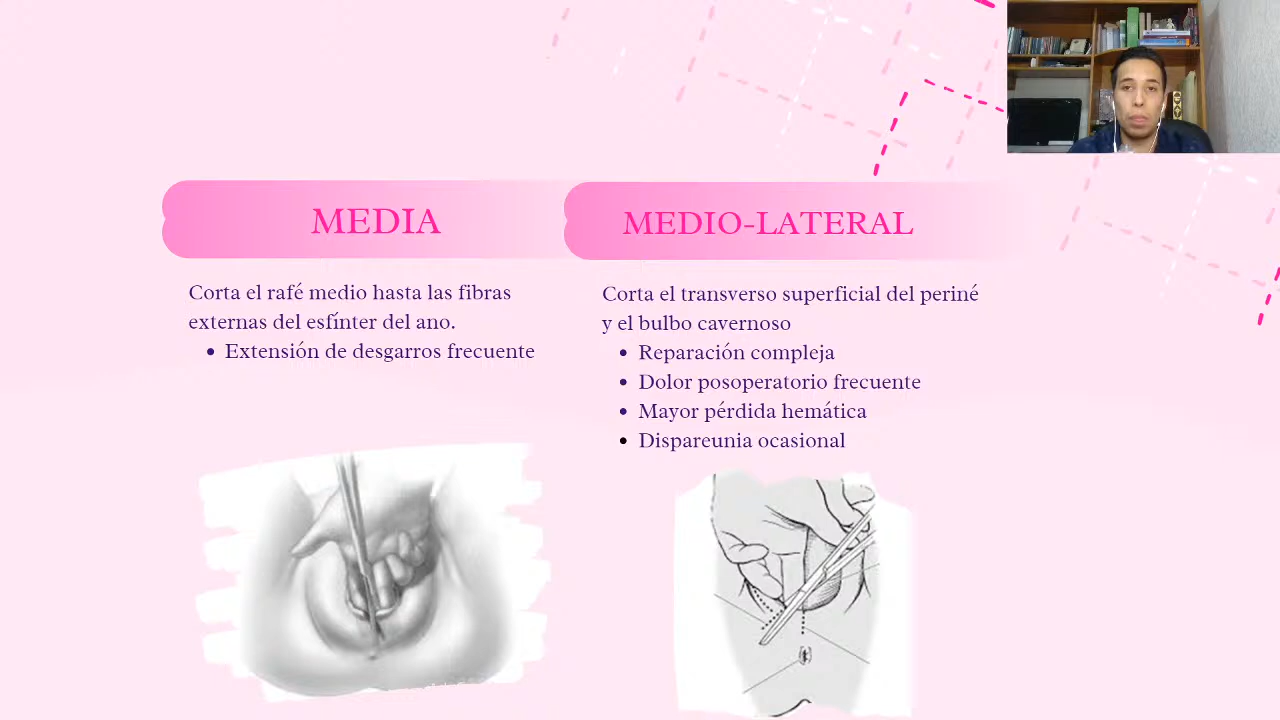 MEDIA
Corta el rafé medio hasta las fibras
externas del esfínter del ano.
• Extensión de desgarros frecuente
MEDIO-LATERAL
Corta el transverso superficial del periné
y el bulbo cavernoso
• Reparación compleja
• Dolor posoperatorio frecuente
• Mayor pérdida hemática
• Dispareunia ocasional